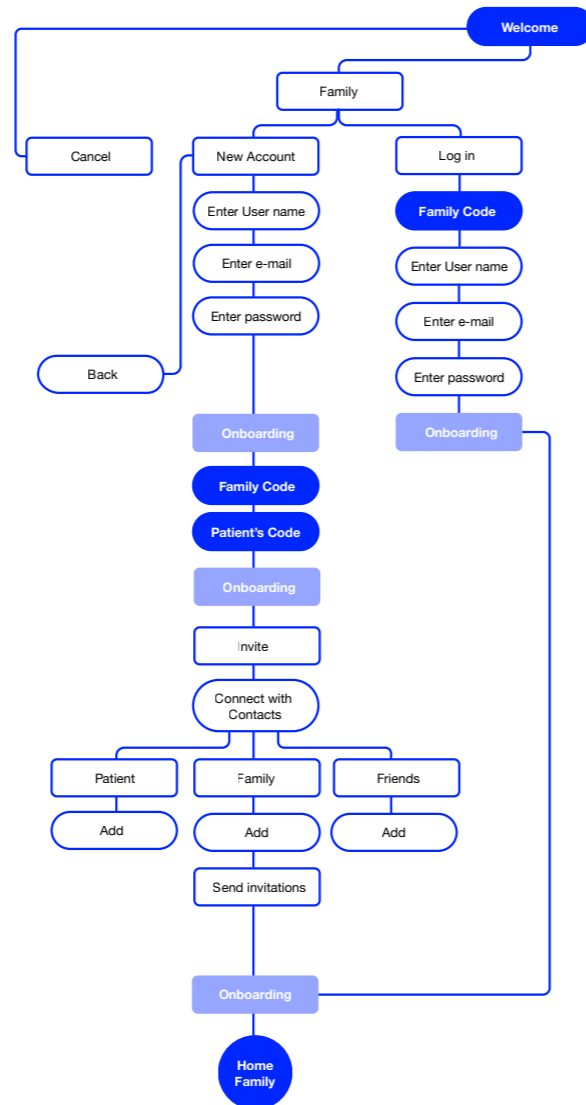 Welcome
Family
Cancel
New Account
Log in
Enter User name
Family Code
Enter e-mail
Enter User name
Enter password
Enter e-mail
Back
Enter password
Onboarding
Onboarding
Family Code
Patient's Code
Onboarding
Invite
Connect with
Contacts
Patient
Family
Friends
Add
Add
Add
Send invitations
Onboarding
Home
Family